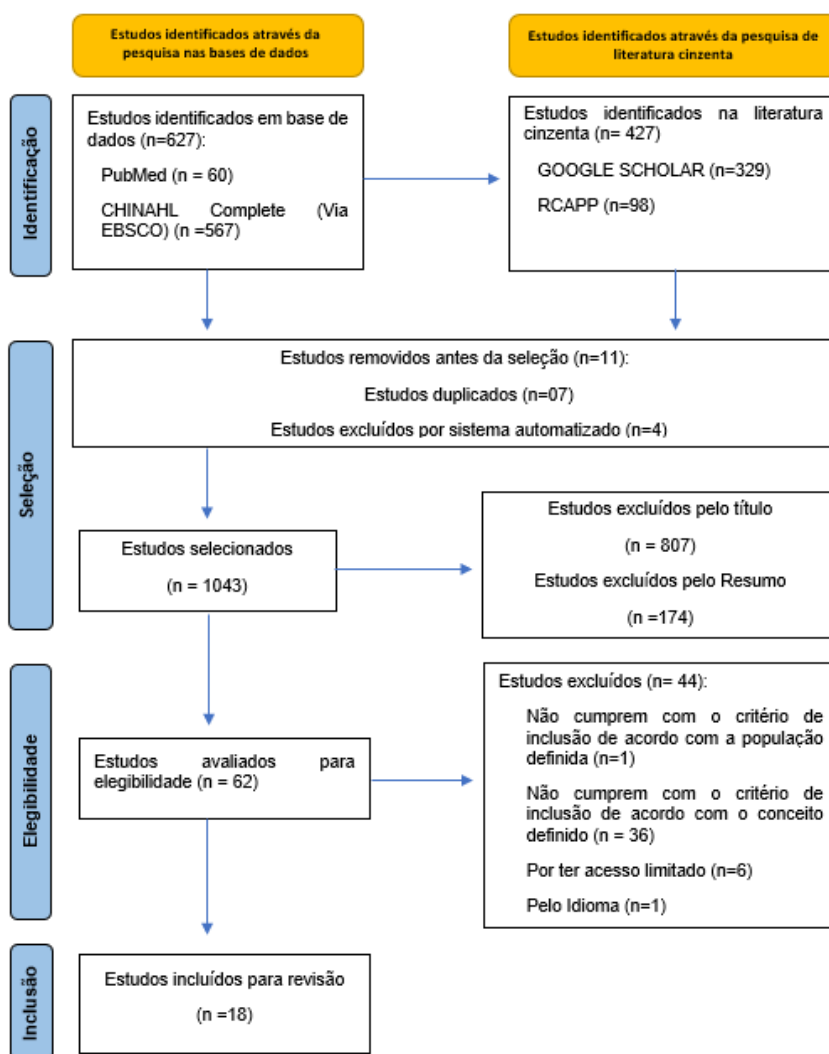 Estudos identificados através da
pesquisa nas bases de dados
Estudos identificados através da pesquisa de
literatura cinzenta
Identificação
Estudos identificados em base de
dados (n=627):
PubMed (n = 60)
CHINAHL Complete (Via
EBSCO) (n =567)
Estudos identificados na literatura
cinzenta (n= 427)
GOOGLE SCHOLAR (n=329)
RCAPP (n=98)
Seleção
Estudos removidos antes da seleção (n=11):
Estudos duplicados (n=07)
Estudos excluídos por sistema automatizado (n=4)
Estudos selecionados
(n = 1043)
Estudos excluídos pelo título
(n = 807)
Estudos excluídos pelo Resumo
(n =174)
Elegibilidade
Estudos avaliados para
elegibilidade (n = 62)
Estudos excluídos (n= 44):
Não cumprem com o critério de
inclusão de acordo com a população
definida (n=1)
Não cumprem com o critério de
inclusão de acordo com o conceito
definido (n = 36)
Por ter acesso limitado (n=6)
Pelo Idioma (n=1)
Inclusão
Estudos incluídos para revisão
(n =18)